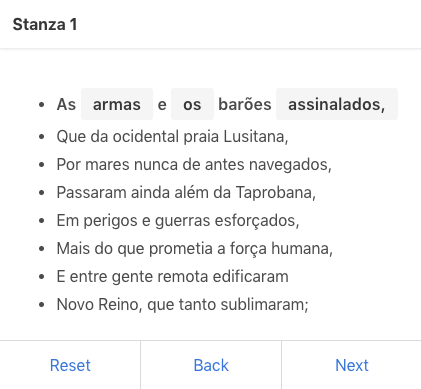 Stanza 1
As armas e os barões assinalados,
Que da ocidental praia Lusitana,
Por mares nunca de antes navegados,
Passaram ainda além da Taprobana,
Em perigos e guerras esforçados,
Mais do que prometia a força humana,
E entre gente remota edificaram
Novo Reino, que tanto sublimaram;
Reset Back Next